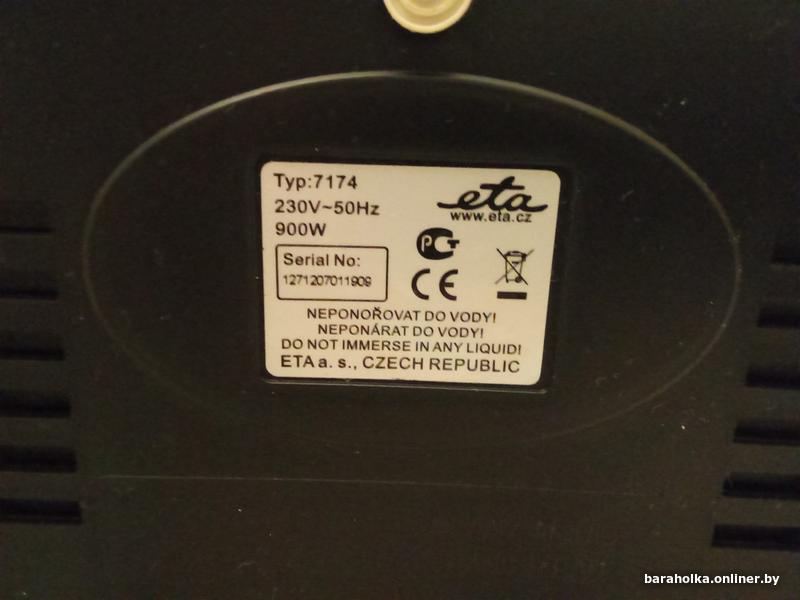 Typ:7174
230V~50Hz
900W
eta
www.eta.cz
Serial No:
1271207011909
PCT
CE
NEPONOŘOVAT DO VODY!
NEPONÁRAT DO VODY!
DO NOT IMMERSE IN ANY LIQUID!
ETA a. s., CZECH REPUBLIC
baraholka.onliner.by